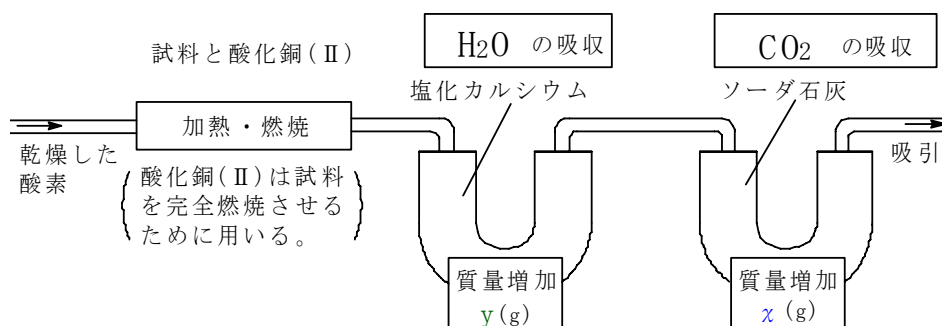 試料と酸化銅(Ⅱ)
H2O の吸収
CO2 の吸収
塩化カルシウム
ソーダ石灰
加熱・燃焼
乾燥した
酸素
吸引
酸化銅(Ⅱ)は試料
を完全燃焼させる
ために用いる。
質量増加
y(g)
質量増加
χ(g)